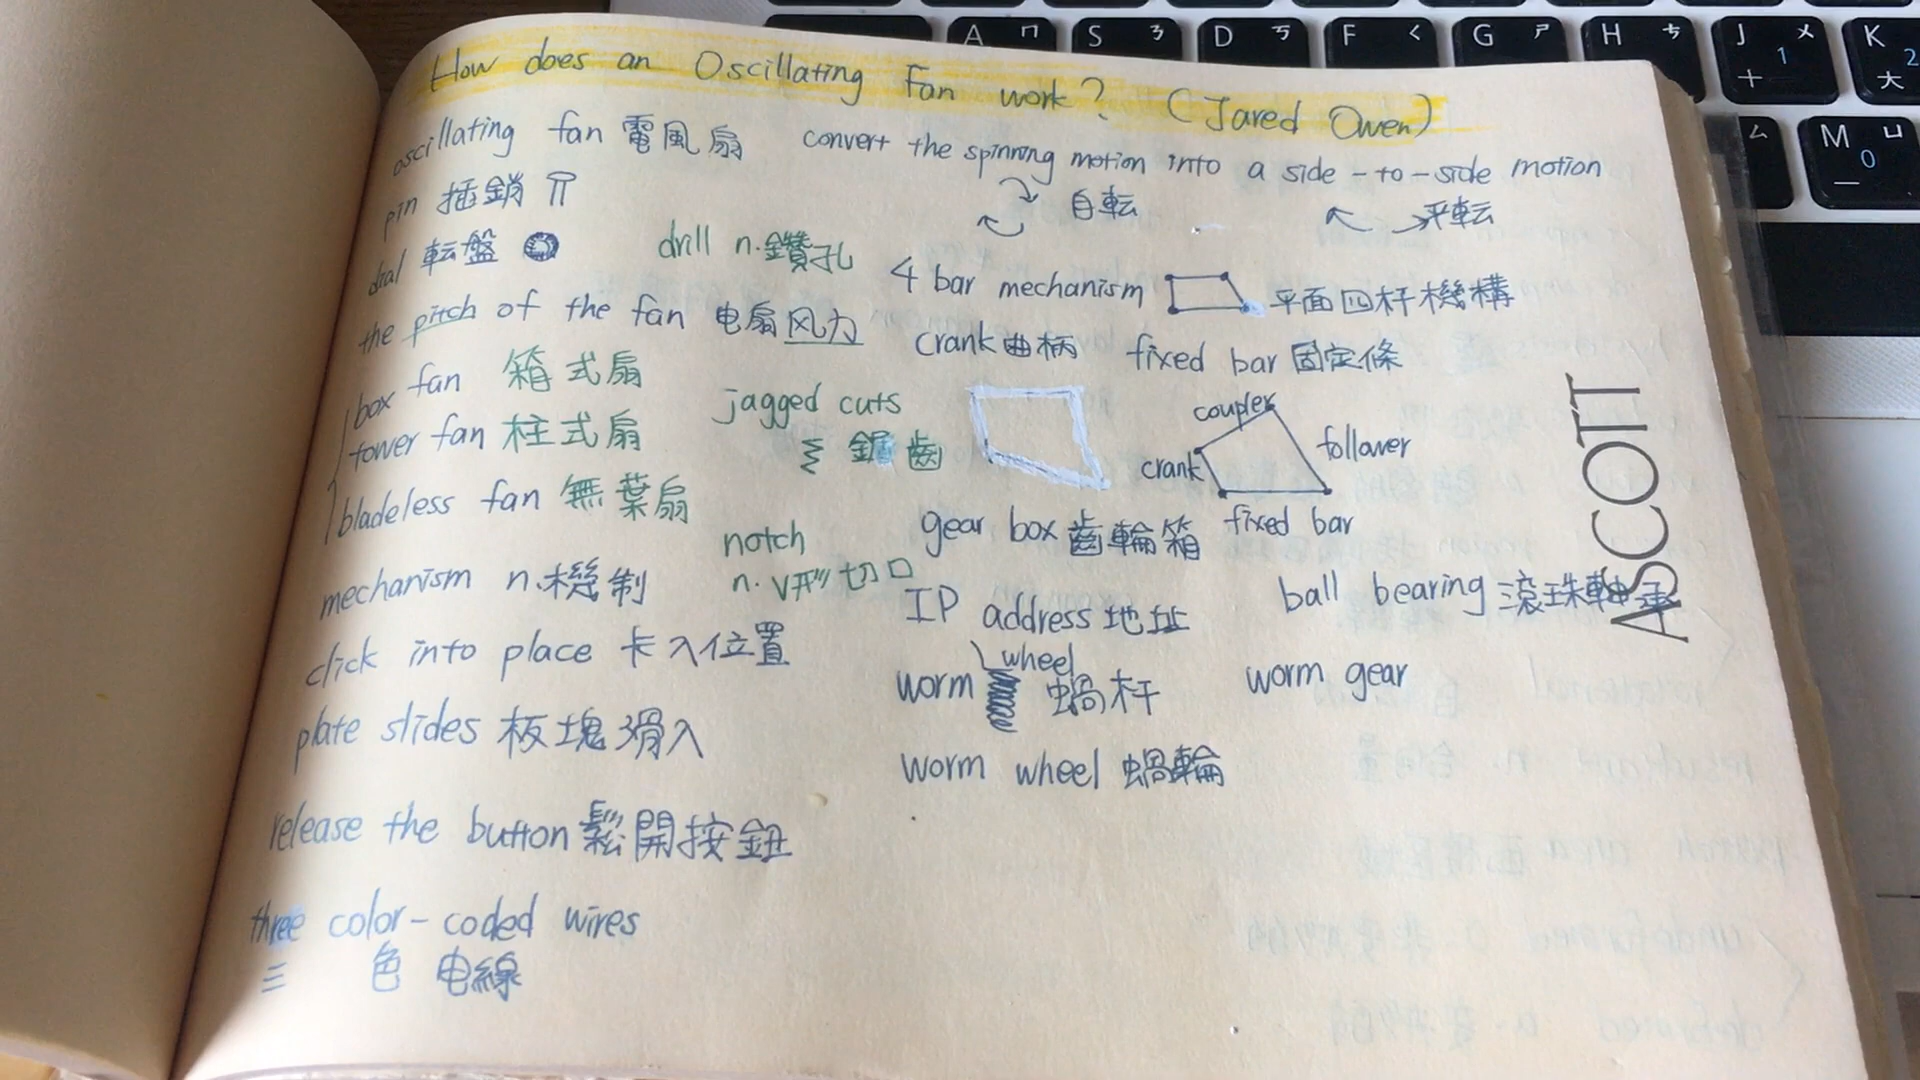 How does an Oscillating Fan work? (Jared Owen)
oscillating fan 電風扇
convert the spinning motion into a side-to-side motion
自転
平転
pin 插銷
dial 転盤
drill n.鑽孔
4 bar mechanism 平面四杆機構
the pitch of the fan 电扇风力
crank 曲柄
fixed bar 固定條
box fan 箱式扇
tower fan 柱式扇
bladeless fan 無葉扇
jagged cuts
鋸齒
coupler
crank
follower
fixed bar
gear box 齒輪箱
notch
n. V形切口
mechanism n.機制
IP address 地址
ball bearing 滾珠軸承
click into place 卡入位置
wheel
worm 蝸杆
worm gear
plate slides 板塊滑入
worm wheel 蝸輪
release the button 鬆開按鈕
three color-coded wires
三 色 电線
ASCOTT
A ㄇ S ㄋ D ㄎ F ㄑ G ㄕ H ㄘ J ㄨ 1 十 K 2 大
ㄙ M ㄩ 0 一